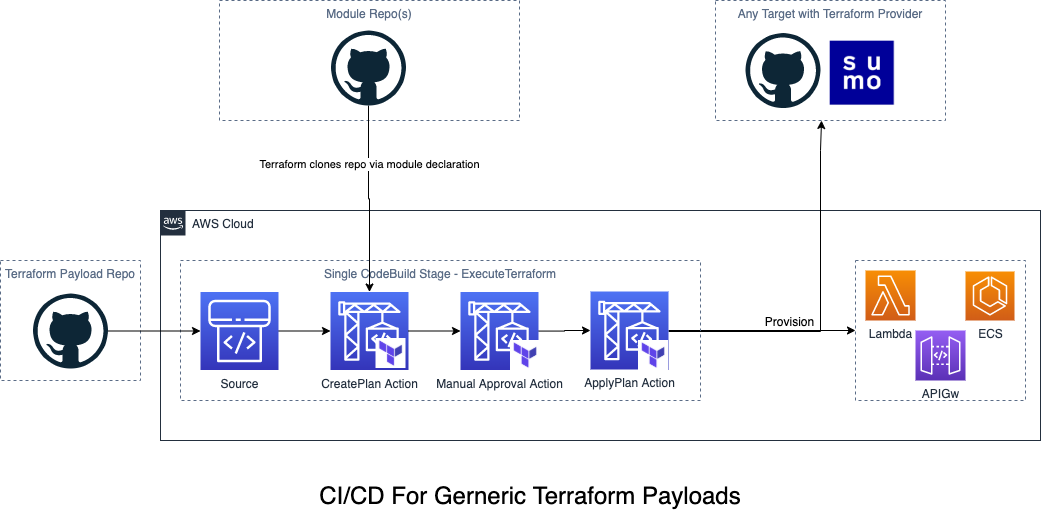 Module Repo(s)
Any Target with Terraform Provider
su
mo
Terraform clones repo via module declaration
aws
AWS Cloud
Terraform Payload Repo
Single CodeBuild Stage - ExecuteTerraform
Source
CreatePlan Action
Manual Approval Action
ApplyPlan Action
Provision
Lambda
ECS
APIGw
CI/CD For Gerneric Terraform Payloads